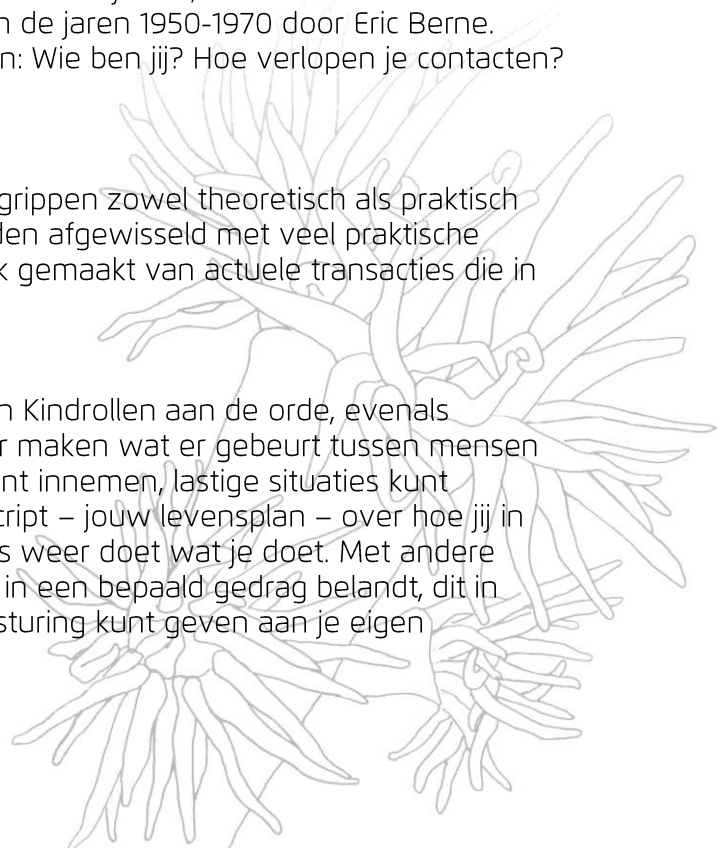 n de jaren 1950-1970 door Eric Berne.
n: Wie ben jij? Hoe verlopen je contacten?
grippen zowel theoretisch als praktisch
den afgewisseld met veel praktische
k gemaakt van actuele transacties die in
n Kindrollen aan de orde, evenals
r maken wat er gebeurt tussen mensen
nt innemen, lastige situaties kunt
cript – jouw levensplan – over hoe jij in
s weer doet wat je doet. Met andere
in een bepaald gedrag belandt, dit in
sturing kunt geven aan je eigen